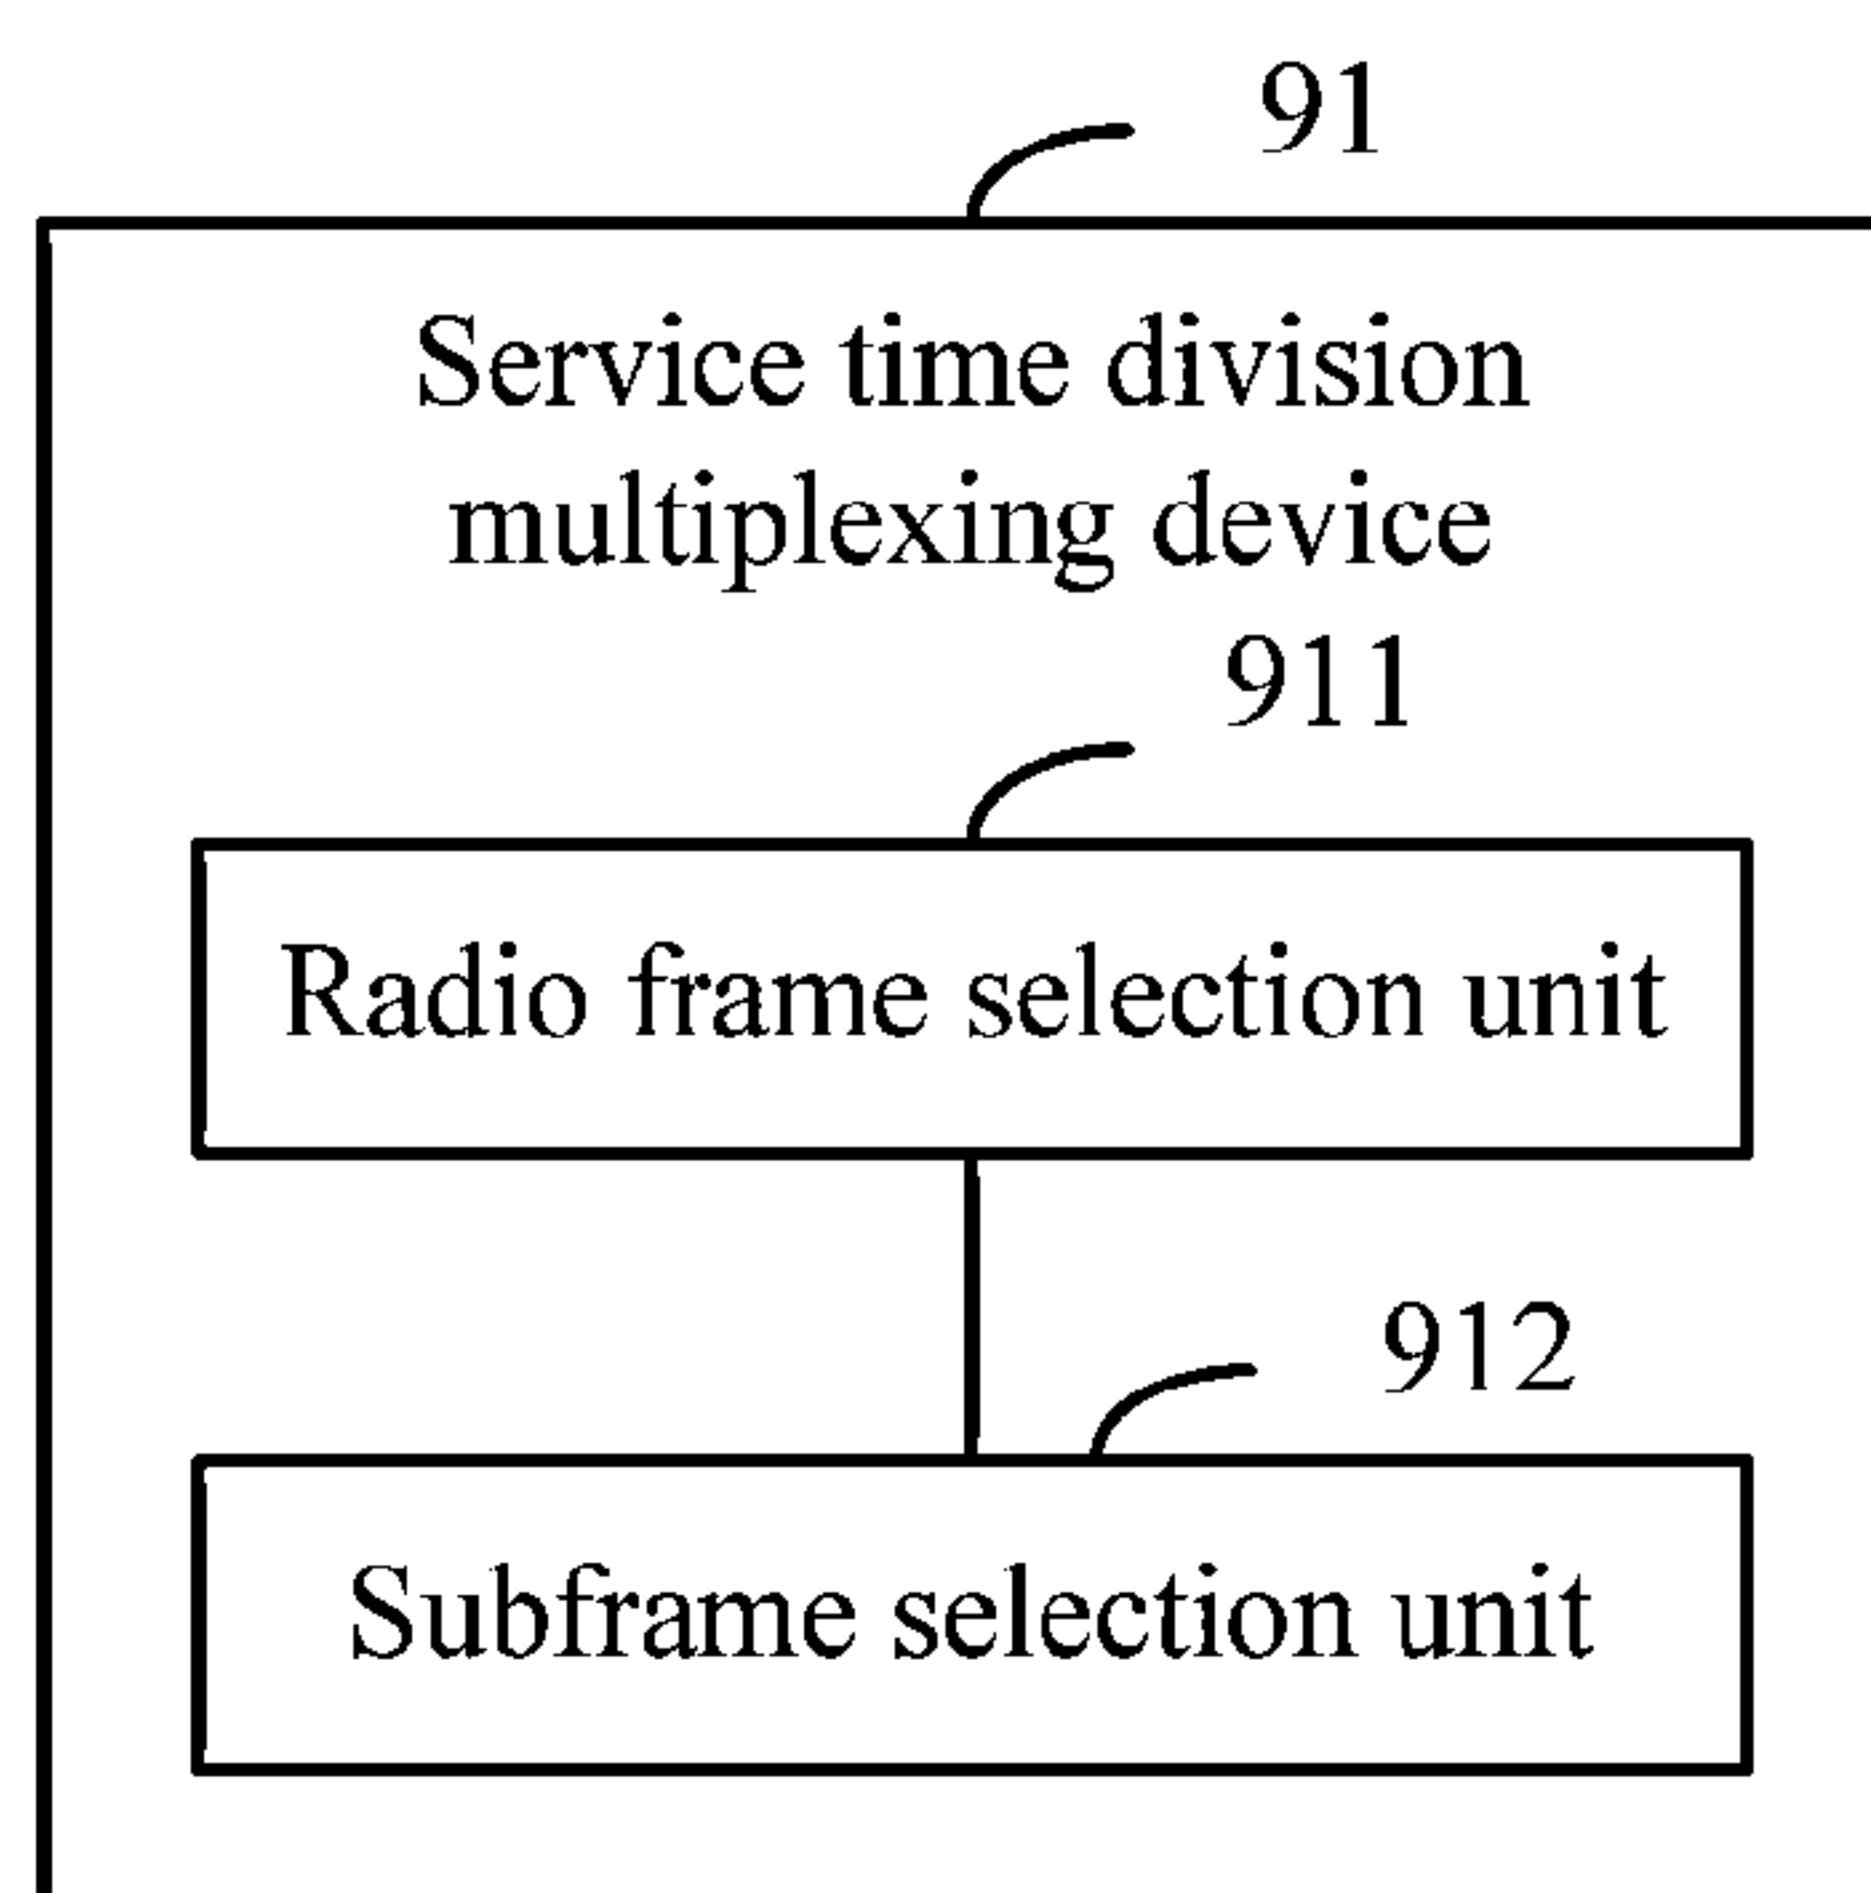 91
Service time division
multiplexing device
911
Radio frame selection unit
912
Subframe selection unit